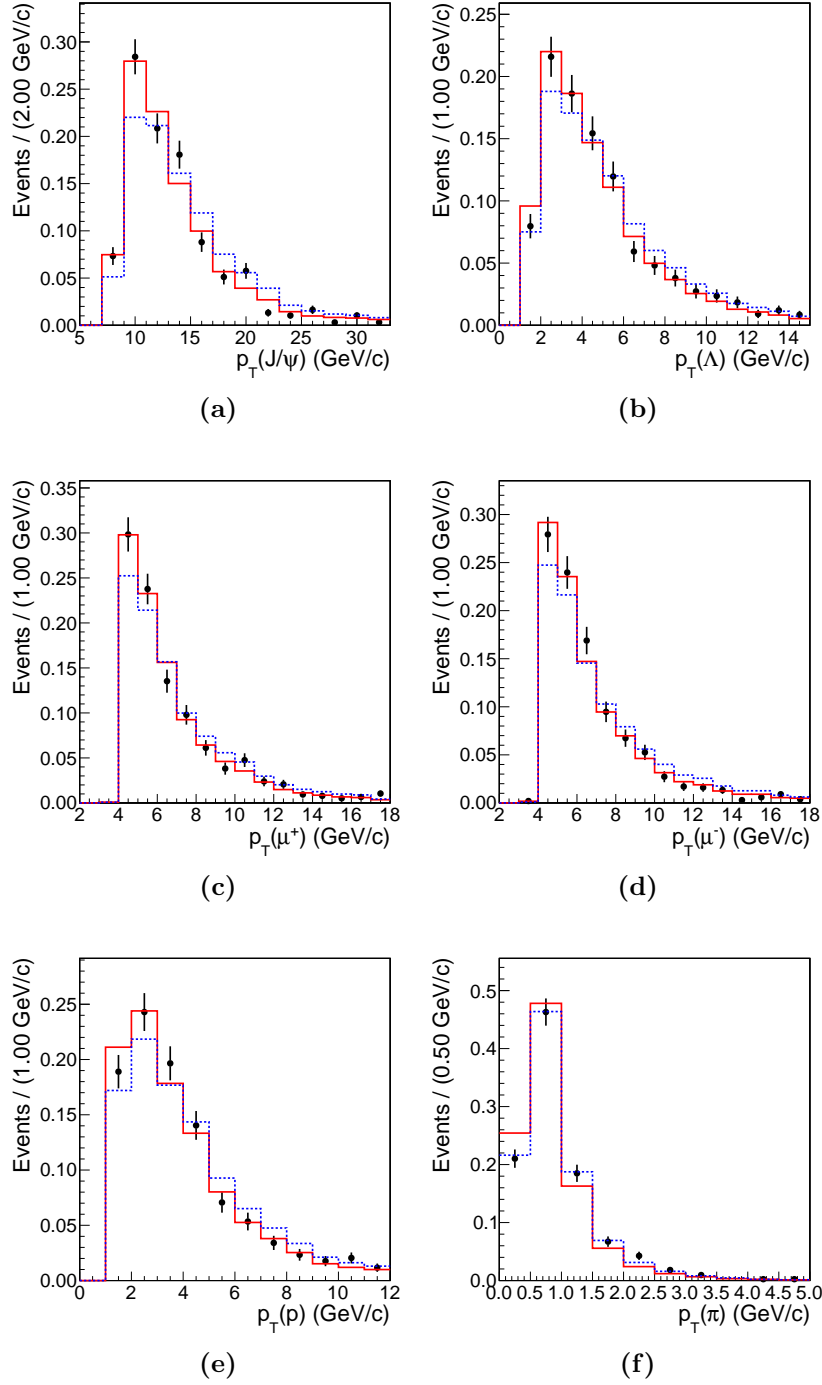 Events / (2.00 GeV/c)
0.30
0.25
0.20
0.15
0.10
0.05
0.00
5 10 15 20 25 30
p_T(J/ψ) (GeV/c)
(a)
Events / (1.00 GeV/c)
0.25
0.20
0.15
0.10
0.05
0.00
0 2 4 6 8 10 12 14
p_T(Λ) (GeV/c)
(b)
Events / (1.00 GeV/c)
0.35
0.30
0.25
0.20
0.15
0.10
0.05
0.00
2 4 6 8 10 12 14 16 18
p_T(μ⁺) (GeV/c)
(c)
Events / (1.00 GeV/c)
0.30
0.25
0.20
0.15
0.10
0.05
0.00
2 4 6 8 10 12 14 16 18
p_T(μ⁻) (GeV/c)
(d)
Events / (1.00 GeV/c)
0.25
0.20
0.15
0.10
0.05
0.00
0 2 4 6 8 10 12
p_T(p) (GeV/c)
(e)
Events / (0.50 GeV/c)
0.5
0.4
0.3
0.2
0.1
0.0
0.0 0.5 1.0 1.5 2.0 2.5 3.0 3.5 4.0 4.5 5.0
p_T(π) (GeV/c)
(f)